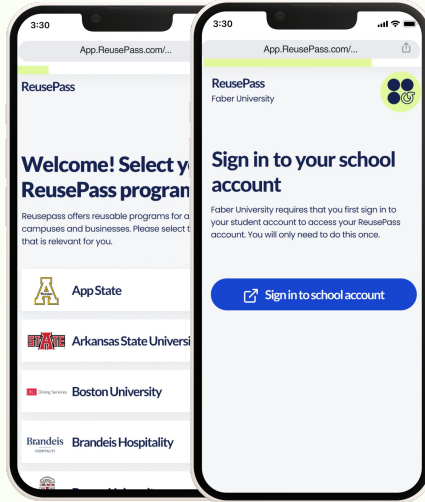 3:30
App.ReusePass.com/...
ReusePass
Welcome! Select y
ReusePass progran
Reusepass offers reusable programs for a
campuses and businesses. Please select t
that is relevant for you.
A
App State
STATE
Arkansas State Universi
Dining Services
Boston University
Brandeis
HOSPITALITY
Brandeis Hospitality
3:30
App.ReusePass.com/...
ReusePass
Faber University
Sign in to your school
account
Faber University requires that you first sign in to
your student account to access your ReusePass
account. You will only need to do this once.
Sign in to school account